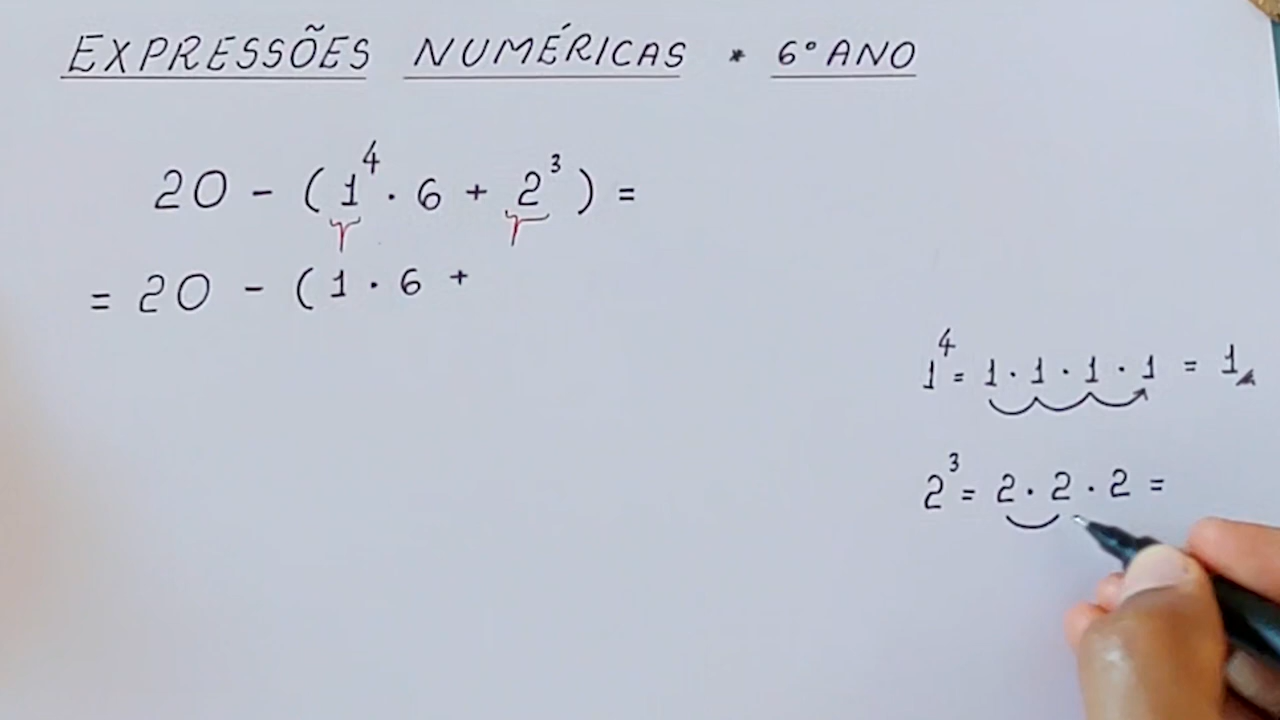 EXPRESSÕES NUMÉRICAS * 6º ANO
20 - (1⁴ · 6 + 2³) =
= 20 - (1 · 6 +
1⁴ = 1 · 1 · 1 · 1 = 1
2³ = 2 · 2 · 2 =